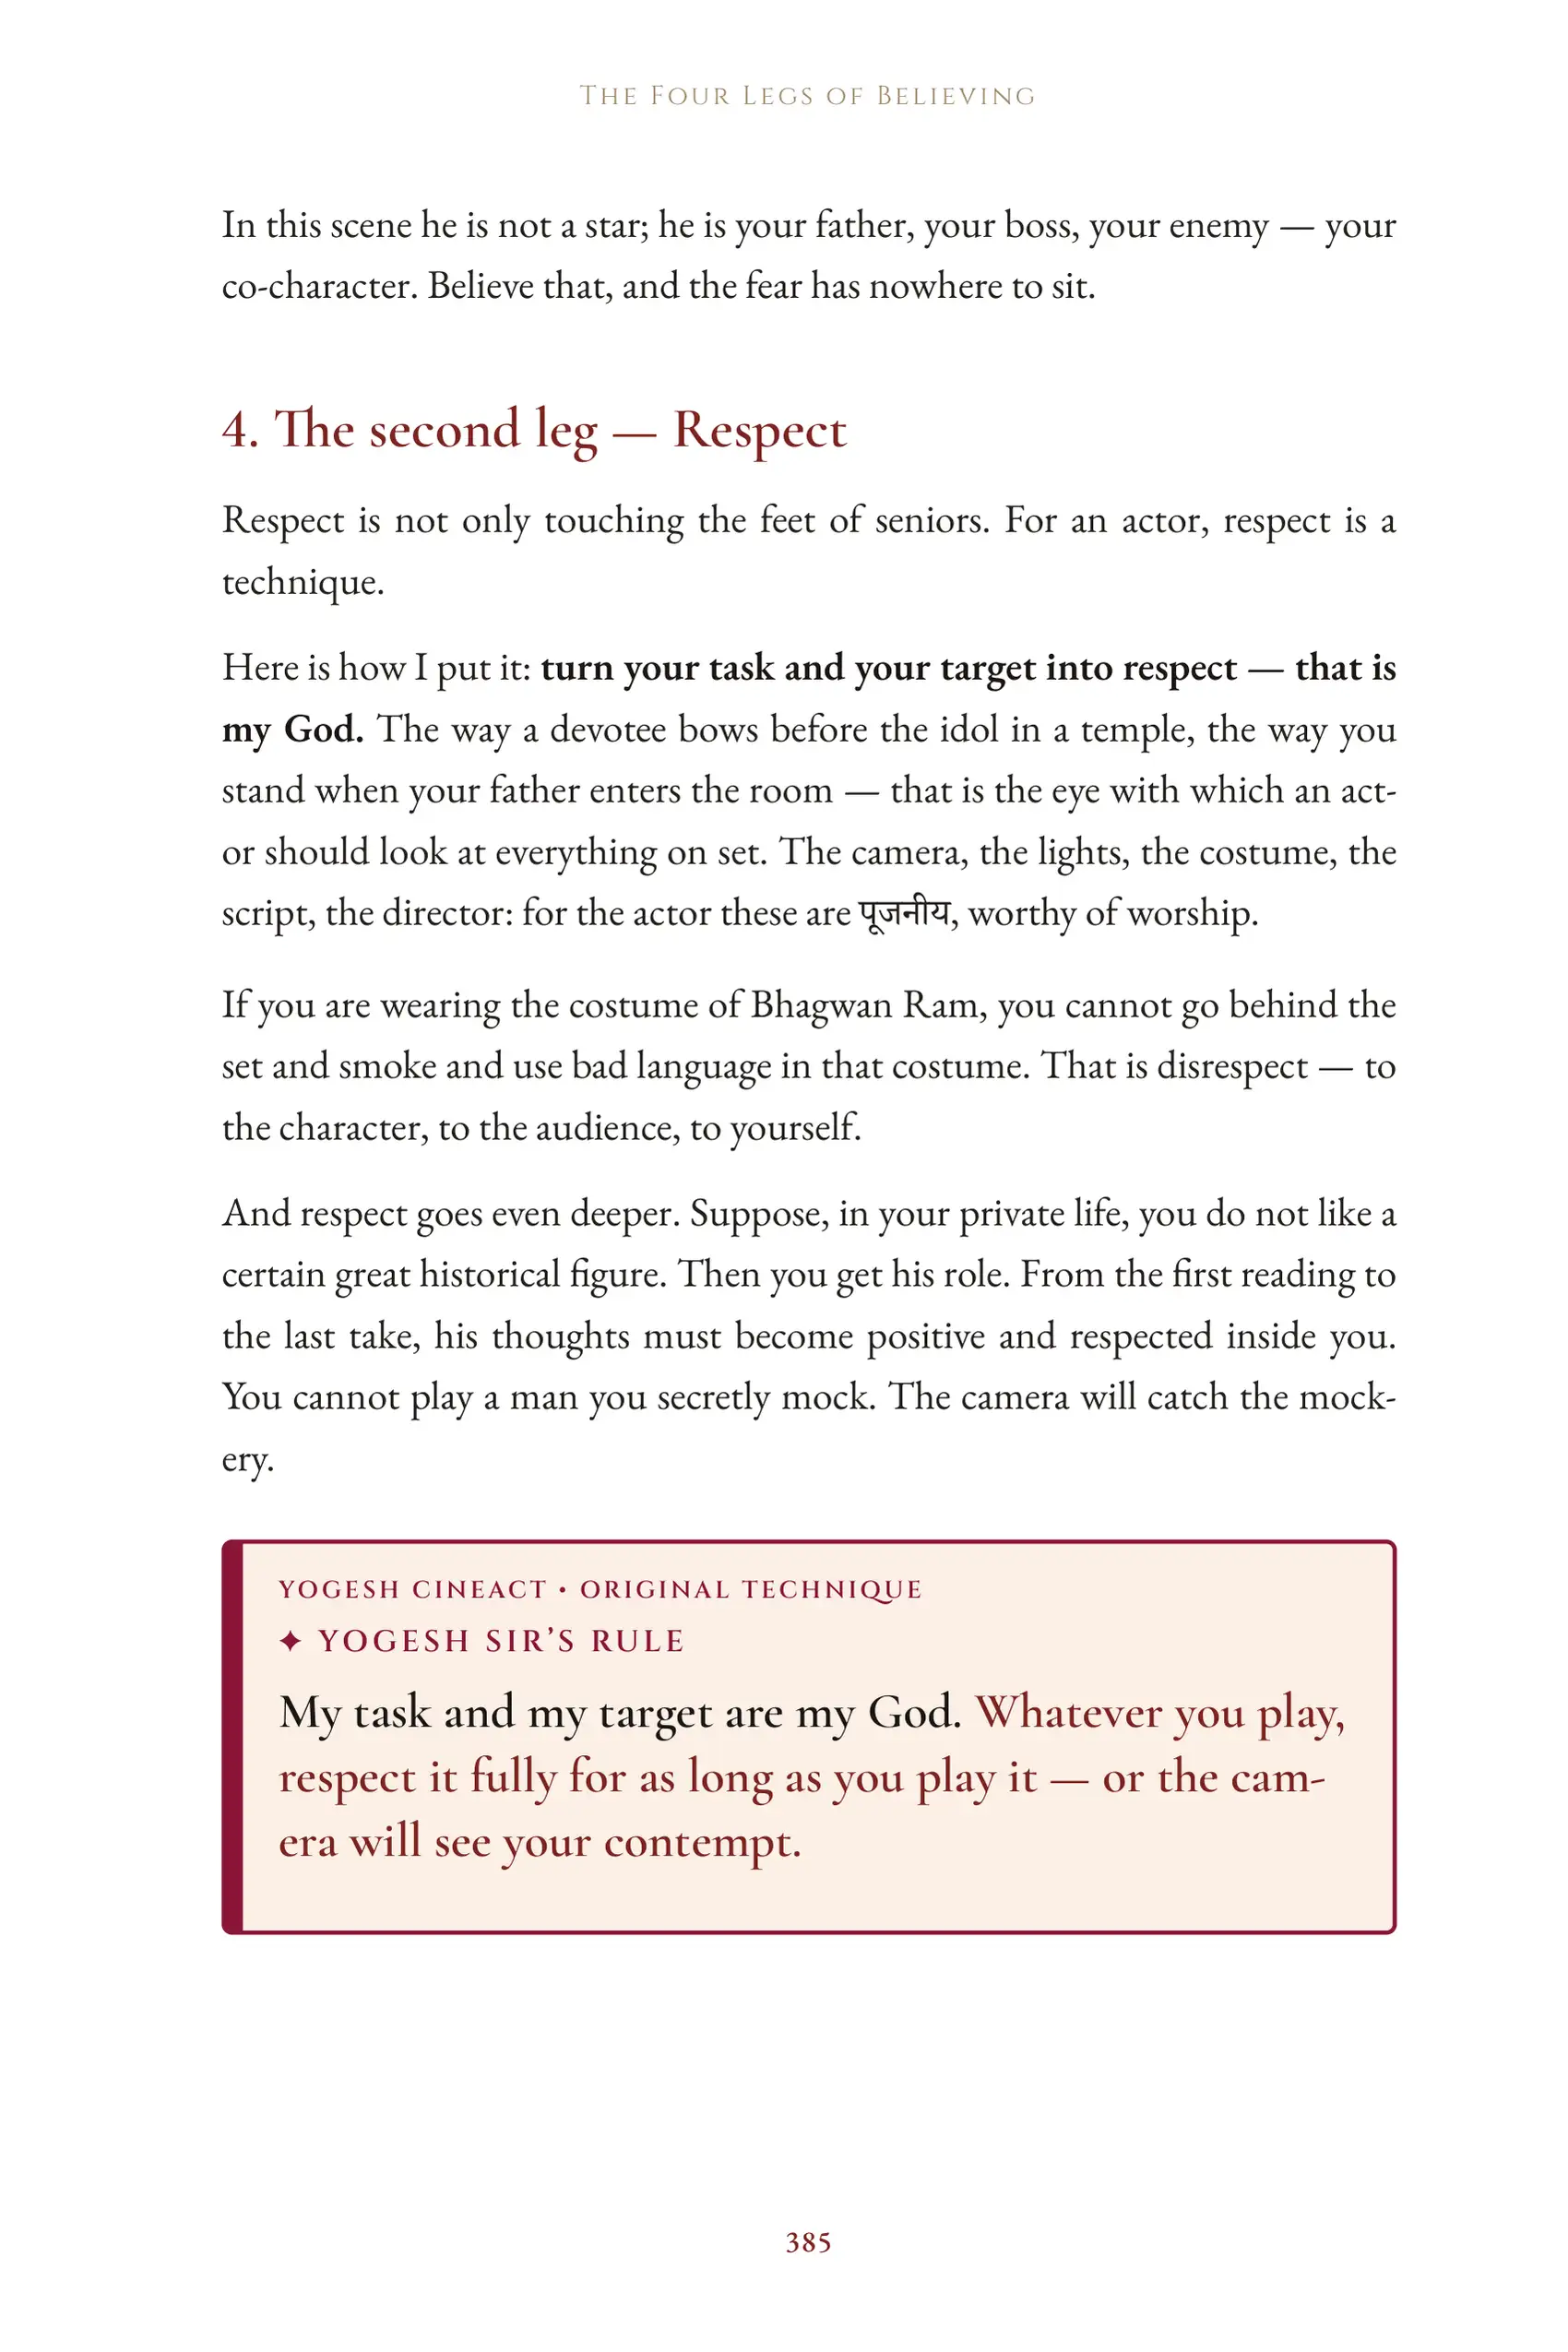 The Four Legs of Believing
In this scene he is not a star; he is your father, your boss, your enemy — your
co-character. Believe that, and the fear has nowhere to sit.
4. The second leg — Respect
Respect is not only touching the feet of seniors. For an actor, respect is a
technique.
Here is how I put it: turn your task and your target into respect — that is
my God. The way a devotee bows before the idol in a temple, the way you
stand when your father enters the room — that is the eye with which an act-
or should look at everything on set. The camera, the lights, the costume, the
script, the director: for the actor these are पूजनीय, worthy of worship.
If you are wearing the costume of Bhagwan Ram, you cannot go behind the
set and smoke and use bad language in that costume. That is disrespect — to
the character, to the audience, to yourself.
And respect goes even deeper. Suppose, in your private life, you do not like a
certain great historical figure. Then you get his role. From the first reading to
the last take, his thoughts must become positive and respected inside you.
You cannot play a man you secretly mock. The camera will catch the mock-
ery.
YOGESH CINEACT • ORIGINAL TECHNIQUE
✦ YOGESH SIR’S RULE
My task and my target are my God. Whatever you play,
respect it fully for as long as you play it — or the cam-
era will see your contempt.
385